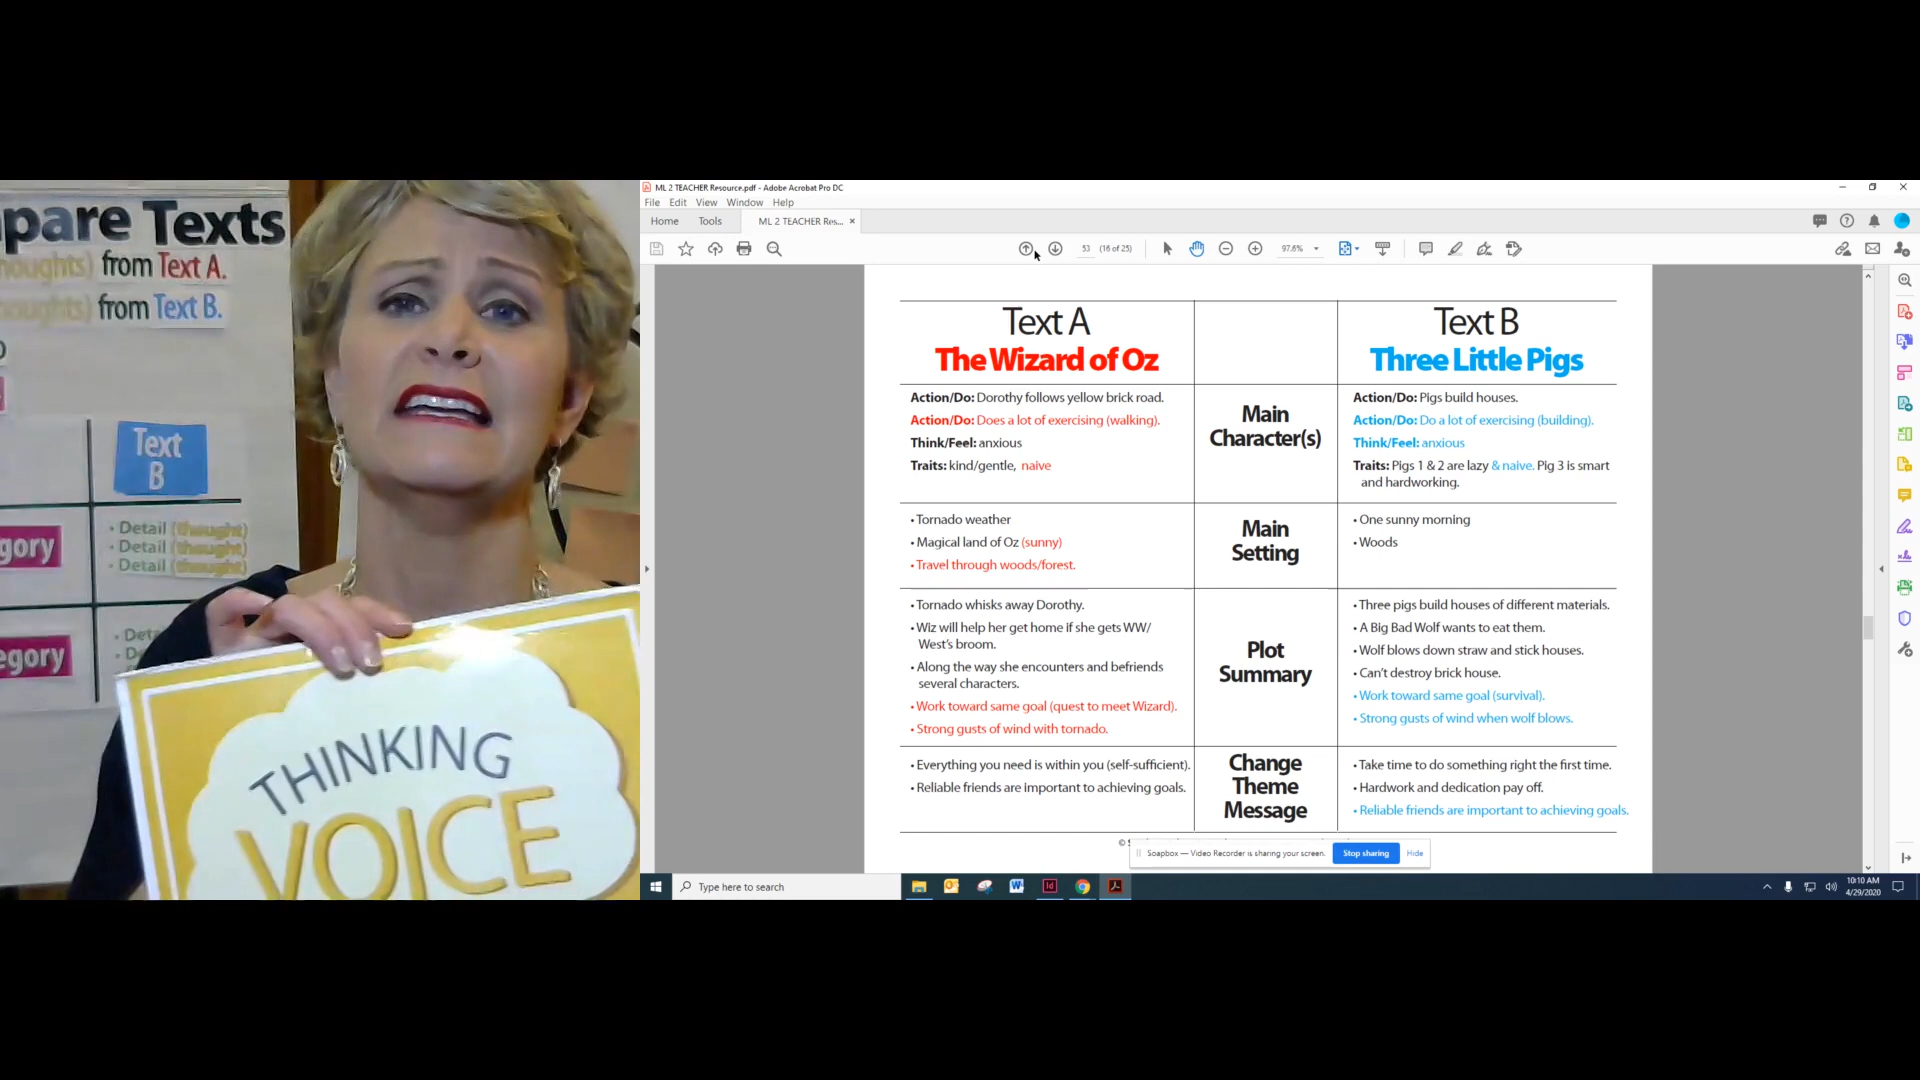 pare Texts
houghts) from Text A.
houghts) from Text B.
Text
B
gory
• Detail (thought)
• Detail (thought)
• Detail (thought)
egory
THINKING
VOICE
ML 2 TEACHER Resource.pdf - Adobe Acrobat Pro DC
File Edit View Window Help
Home Tools ML 2 TEACHER Res... ×
53 (16 of 25) 97.6%
Text A
The Wizard of Oz
Text B
Three Little Pigs
Action/Do: Dorothy follows yellow brick road.
Action/Do: Does a lot of exercising (walking).
Think/Feel: anxious
Traits: kind/gentle, naive
Main
Character(s)
Action/Do: Pigs build houses.
Action/Do: Do a lot of exercising (building).
Think/Feel: anxious
Traits: Pigs 1 & 2 are lazy & naive. Pig 3 is smart
and hardworking.
• Tornado weather
• Magical land of Oz (sunny)
• Travel through woods/forest.
Main
Setting
• One sunny morning
• Woods
• Tornado whisks away Dorothy.
• Wiz will help her get home if she gets WW/
West's broom.
• Along the way she encounters and befriends
several characters.
• Work toward same goal (quest to meet Wizard).
• Strong gusts of wind with tornado.
Plot
Summary
• Three pigs build houses of different materials.
• A Big Bad Wolf wants to eat them.
• Wolf blows down straw and stick houses.
• Can't destroy brick house.
• Work toward same goal (survival).
• Strong gusts of wind when wolf blows.
• Everything you need is within you (self-sufficient).
• Reliable friends are important to achieving goals.
Change
Theme
Message
• Take time to do something right the first time.
• Hardwork and dedication pay off.
• Reliable friends are important to achieving goals.
Soapbox — Video Recorder is sharing your screen. Stop sharing Hide
Type here to search
10:10 AM
4/29/2020